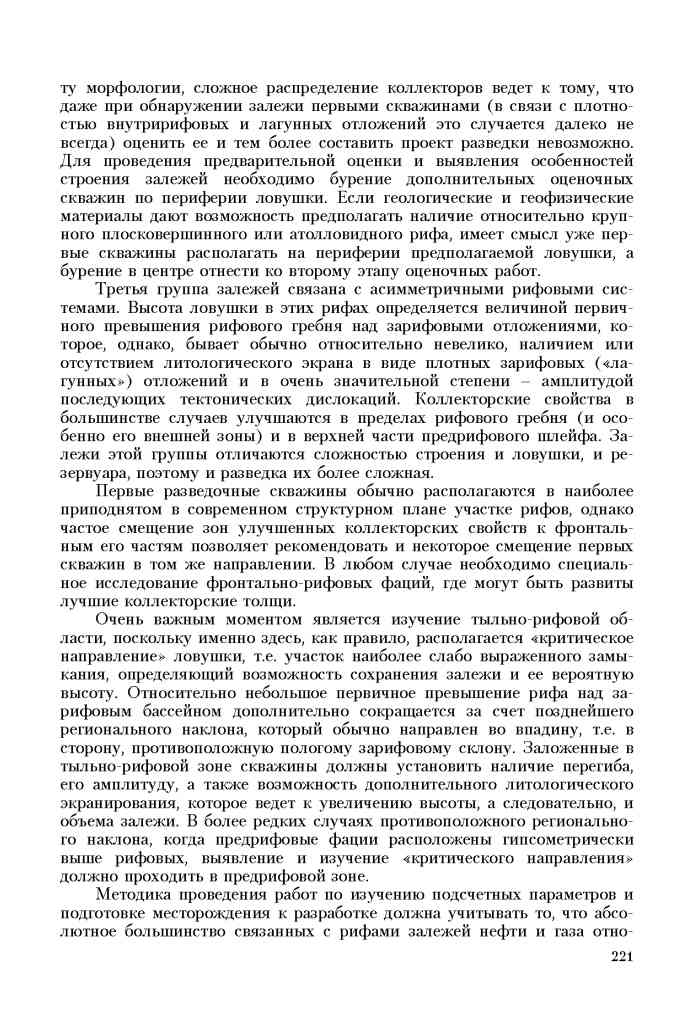 ту морфологии, сложное распределение коллекторов ведет к тому, что
даже при обнаружении залежи первыми скважинами (в связи с плотно-
стью внутририфовых и лагунных отложений это случается далеко не
всегда) оценить ее и тем более составить проект разведки невозможно.
Для проведения предварительной оценки и выявления особенностей
строения залежей необходимо бурение дополнительных оценочных
скважин по периферии ловушки. Если геологические и геофизические
материалы дают возможность предполагать наличие относительно круп-
ного плосковершинного или атолловидного рифа, имеет смысл уже пер-
вые скважины располагать на периферии предполагаемой ловушки, а
бурение в центре отнести ко второму этапу оценочных работ.
Третья группа залежей связана с асимметричными рифовыми сис-
темами. Высота ловушки в этих рифах определяется величиной первич-
ного превышения рифового гребня над зарифовыми отложениями, ко-
торое, однако, бывает обычно относительно невелико, наличием или
отсутствием литологического экрана в виде плотных зарифовых («ла-
гунных») отложений и в очень значительной степени – амплитудой
последующих тектонических дислокаций. Коллекторские свойства в
большинстве случаев улучшаются в пределах рифового гребня (и осо-
бенно его внешней зоны) и в верхней части предрифового шлейфа. За-
лежи этой группы отличаются сложностью строения и ловушки, и ре-
зервуара, поэтому и разведка их более сложная.
Первые разведочные скважины обычно располагаются в наиболее
приподнятом в современном структурном плане участке рифов, однако
частое смещение зон улучшенных коллекторских свойств к фронталь-
ным его частям позволяет рекомендовать и некоторое смещение первых
скважин в том же направлении. В любом случае необходимо специаль-
ное исследование фронтально-рифовых фаций, где могут быть развиты
лучшие коллекторские толщи.
Очень важным моментом является изучение тыльно-рифовой об-
ласти, поскольку именно здесь, как правило, располагается «критическое
направление» ловушки, т.е. участок наиболее слабо выраженного замы-
кания, определяющий возможность сохранения залежи и ее вероятную
высоту. Относительно небольшое первичное превышение рифа над за-
рифовым бассейном дополнительно сокращается за счет позднейшего
регионального наклона, который обычно направлен во впадину, т.е. в
сторону, противоположную пологому зарифовому склону. Заложенные в
тыльно-рифовой зоне скважины должны установить наличие перегиба,
его амплитуду, а также возможность дополнительного литологического
экранирования, которое ведет к увеличению высоты, а следовательно, и
объема залежи. В более редких случаях противоположного регионально-
го наклона, когда предрифовые фации расположены гипсометрически
выше рифовых, выявление и изучение «критического направления»
должно проходить в предрифовой зоне.
Методика проведения работ по изучению подсчетных параметров и
подготовке месторождения к разработке должна учитывать то, что абсо-
лютное большинство связанных с рифами залежей нефти и газа отно-
221